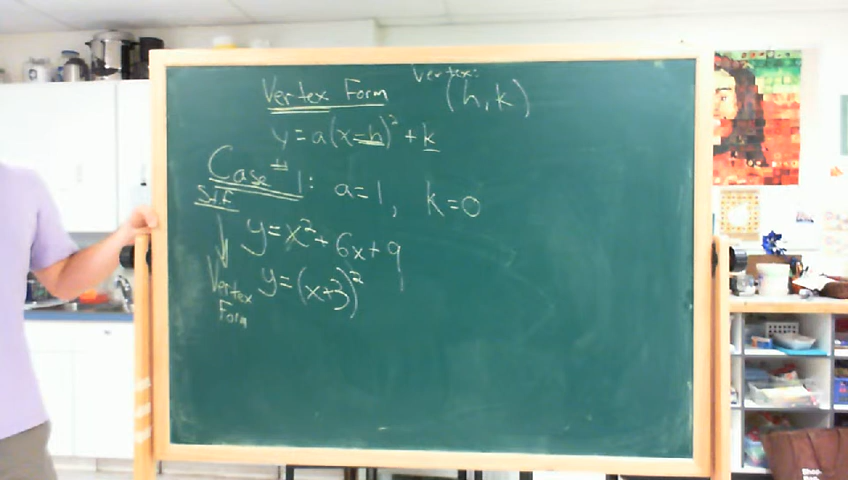 Vertex Form
Vertex:
(h, k)
y = a(x-h)² + k
Case #1: a=1, k=0
Std
y = x² + 6x + 9
Vertex Form
y = (x+3)²